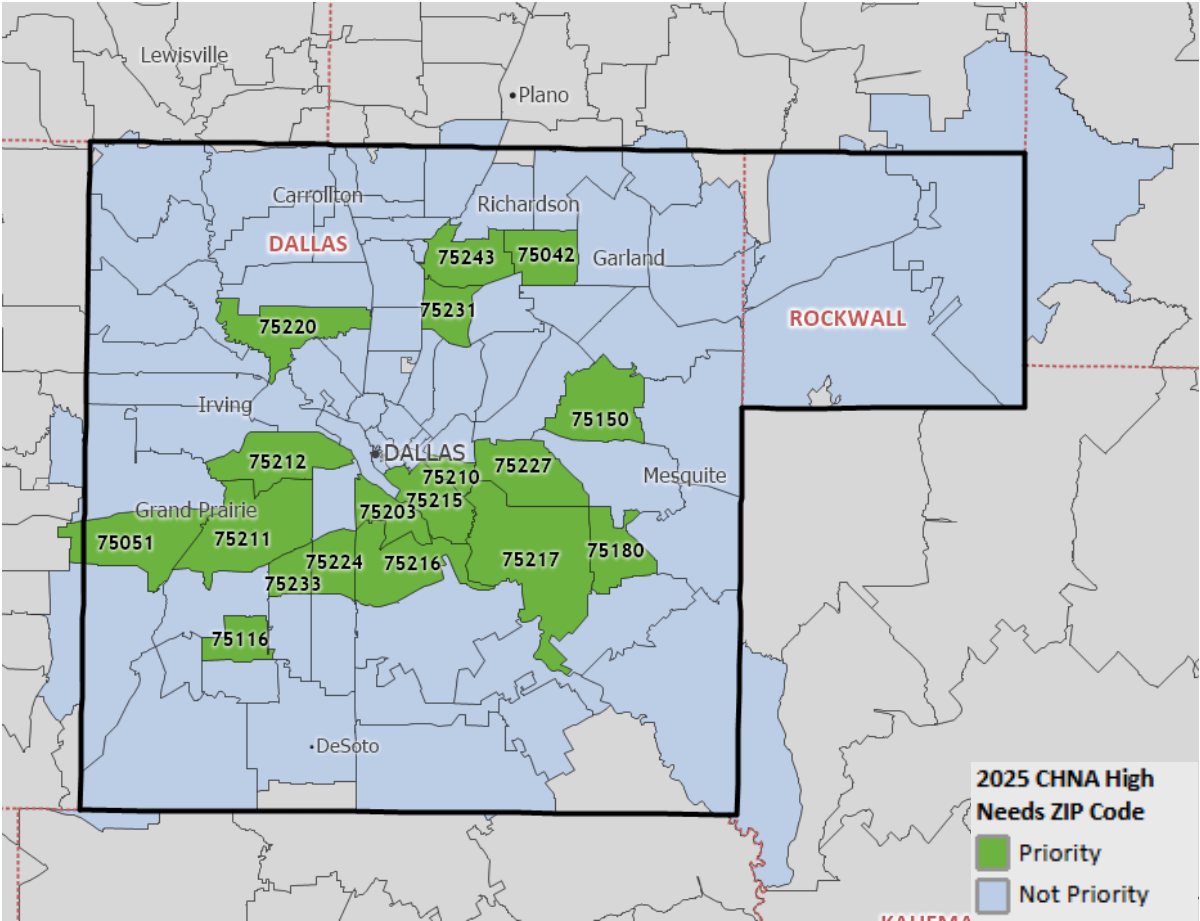 Lewisville
Plano
Carrollton
Richardson
DALLAS
75243
75042
Garland
75231
75220
ROCKWALL
Irving
75150
DALLAS
75212
75227
75210
Mesquite
75215
75203
Grand Prairie
75051
75211
75224
75216
75217
75180
75233
75116
DeSoto
2025 CHNA High
Needs ZIP Code
Priority
Not Priority